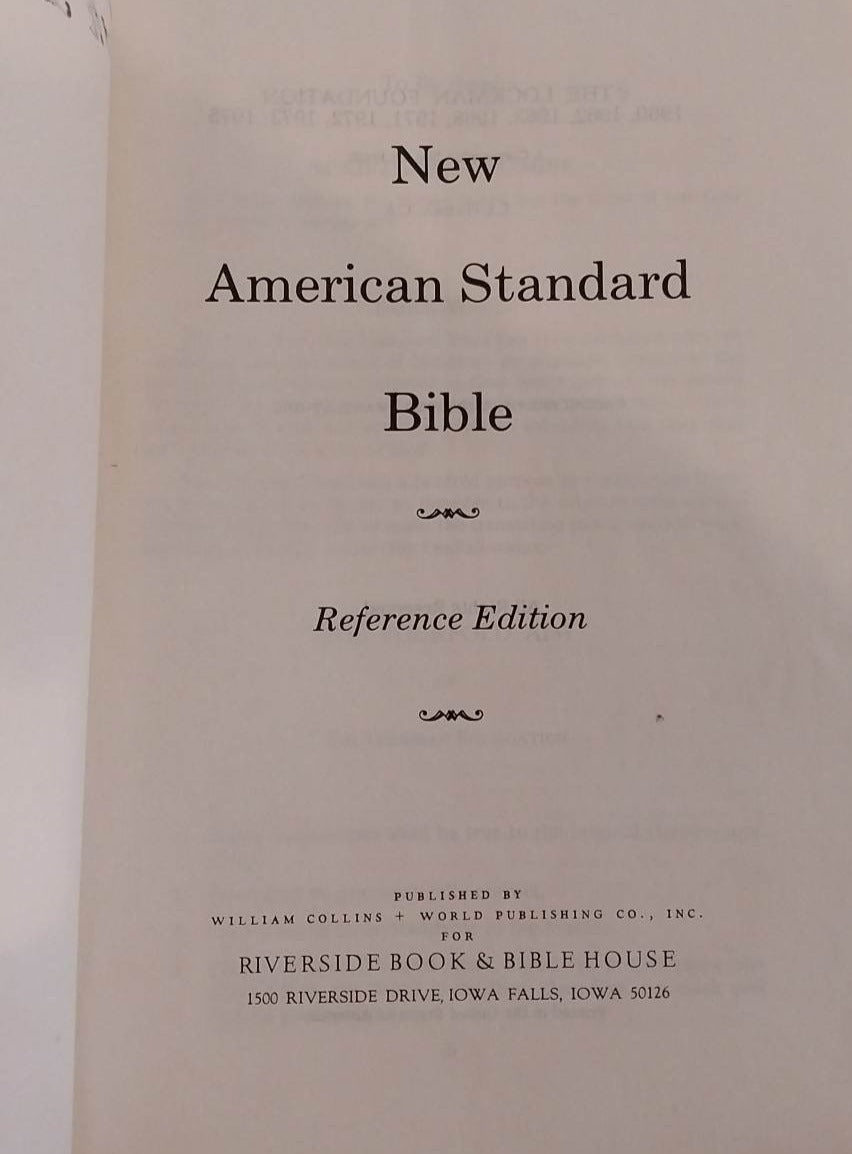 New
American Standard
Bible
Reference Edition
PUBLISHED BY
WILLIAM COLLINS + WORLD PUBLISHING CO., INC.
FOR
RIVERSIDE BOOK & BIBLE HOUSE
1500 RIVERSIDE DRIVE, IOWA FALLS, IOWA 50126